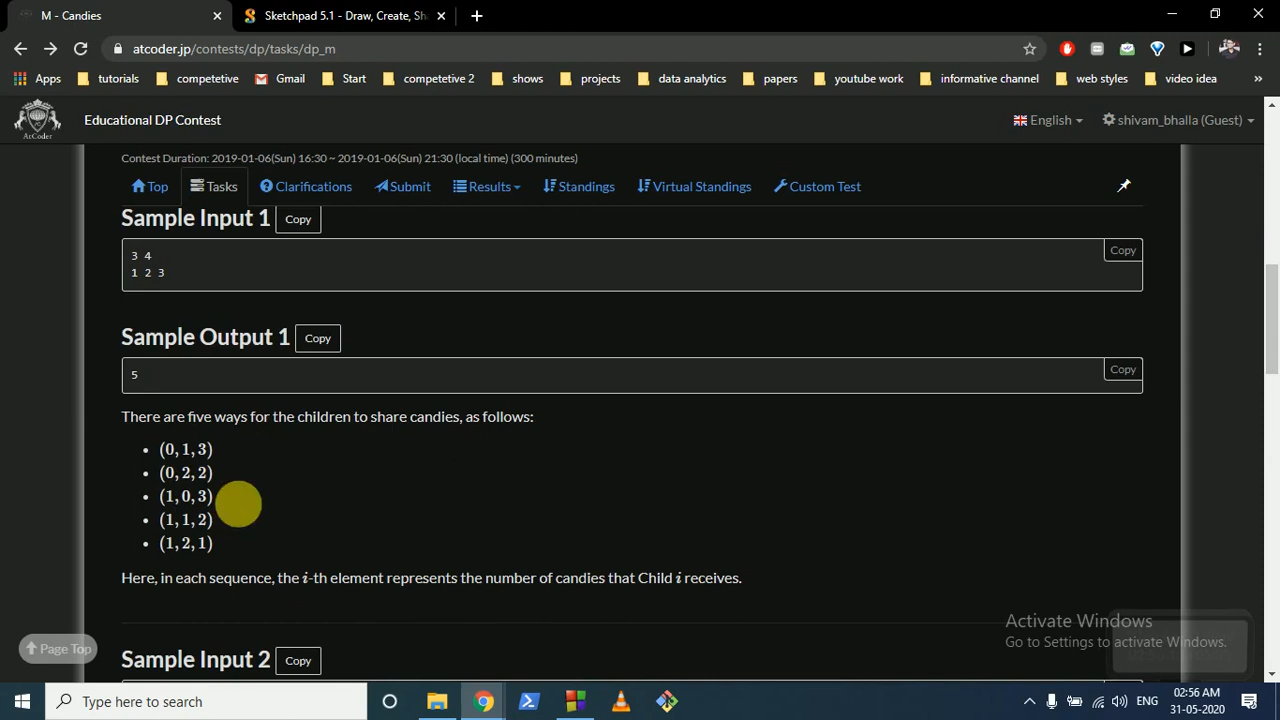 M - Candies
Sketchpad 5.1 - Draw, Create, Sh
atcoder.jp/contests/dp/tasks/dp_m
Apps tutorials competetive Gmail Start competetive 2 shows projects data analytics papers youtube work informative channel web styles video idea »
AtCoder
Educational DP Contest
English
shivam_bhalla (Guest)
Contest Duration: 2019-01-06(Sun) 16:30 ~ 2019-01-06(Sun) 21:30 (local time) (300 minutes)
Top Tasks Clarifications Submit Results Standings Virtual Standings Custom Test
Sample Input 1 Copy
Copy
3 4
1 2 3
Sample Output 1 Copy
Copy
5
There are five ways for the children to share candies, as follows:
• (0, 1, 3)
• (0, 2, 2)
• (1, 0, 3)
• (1, 1, 2)
• (1, 2, 1)
Here, in each sequence, the i-th element represents the number of candies that Child i receives.
Activate Windows
Go to Settings to activate Windows.
Page Top
Sample Input 2 Copy
Type here to search
ENG
02:56 AM
31-05-2020